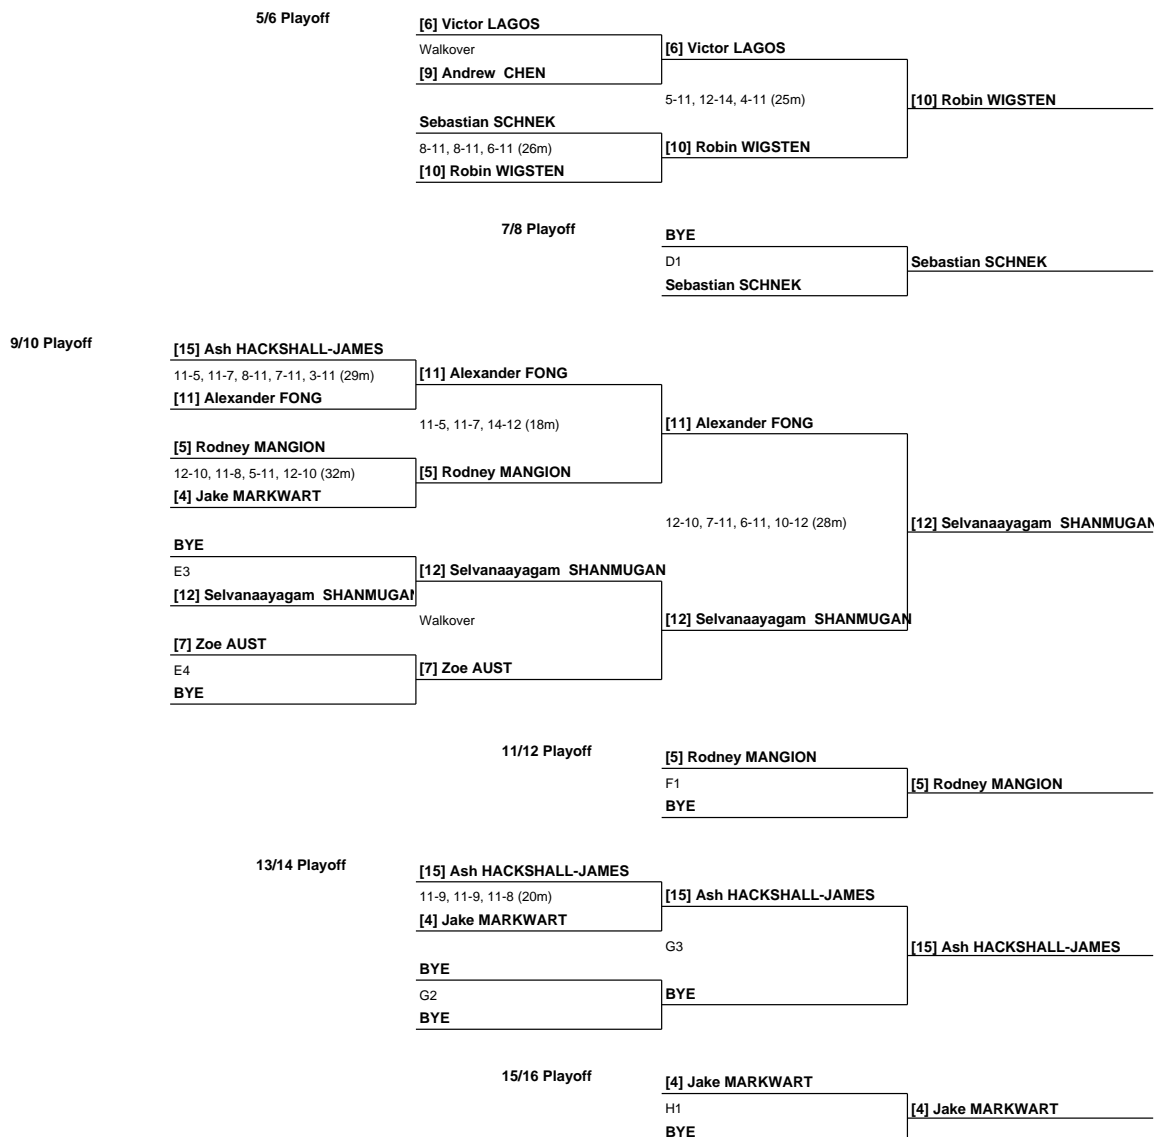 5/6 Playoff
[6] Victor LAGOS
Walkover
[6] Victor LAGOS
[9] Andrew CHEN
5-11, 12-14, 4-11 (25m)
[10] Robin WIGSTEN
Sebastian SCHNEK
8-11, 8-11, 6-11 (26m)
[10] Robin WIGSTEN
[10] Robin WIGSTEN
7/8 Playoff
BYE
D1
Sebastian SCHNEK
Sebastian SCHNEK
9/10 Playoff
[15] Ash HACKSHALL-JAMES
11-5, 11-7, 8-11, 7-11, 3-11 (29m)
[11] Alexander FONG
[11] Alexander FONG
11-5, 11-7, 14-12 (18m)
[11] Alexander FONG
[5] Rodney MANGION
12-10, 11-8, 5-11, 12-10 (32m)
[5] Rodney MANGION
[4] Jake MARKWART
12-10, 7-11, 6-11, 10-12 (28m)
[12] Selvanaayagam SHANMUGAN
BYE
E3
[12] Selvanaayagam SHANMUGAN
[12] Selvanaayagam SHANMUGAN
Walkover
[12] Selvanaayagam SHANMUGAN
[7] Zoe AUST
E4
[7] Zoe AUST
BYE
11/12 Playoff
[5] Rodney MANGION
F1
[5] Rodney MANGION
BYE
13/14 Playoff
[15] Ash HACKSHALL-JAMES
11-9, 11-9, 11-8 (20m)
[15] Ash HACKSHALL-JAMES
[4] Jake MARKWART
G3
[15] Ash HACKSHALL-JAMES
BYE
G2
BYE
BYE
15/16 Playoff
[4] Jake MARKWART
H1
[4] Jake MARKWART
BYE